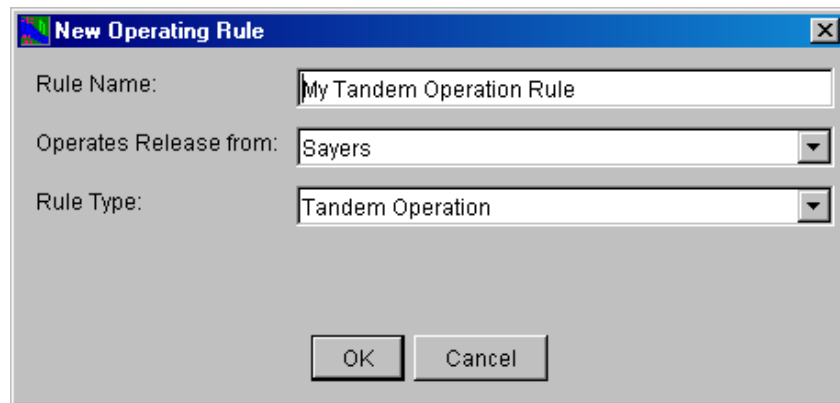 New Operating Rule
Rule Name: My Tandem Operation Rule
Operates Release from: Sayers
Rule Type: Tandem Operation
OK Cancel